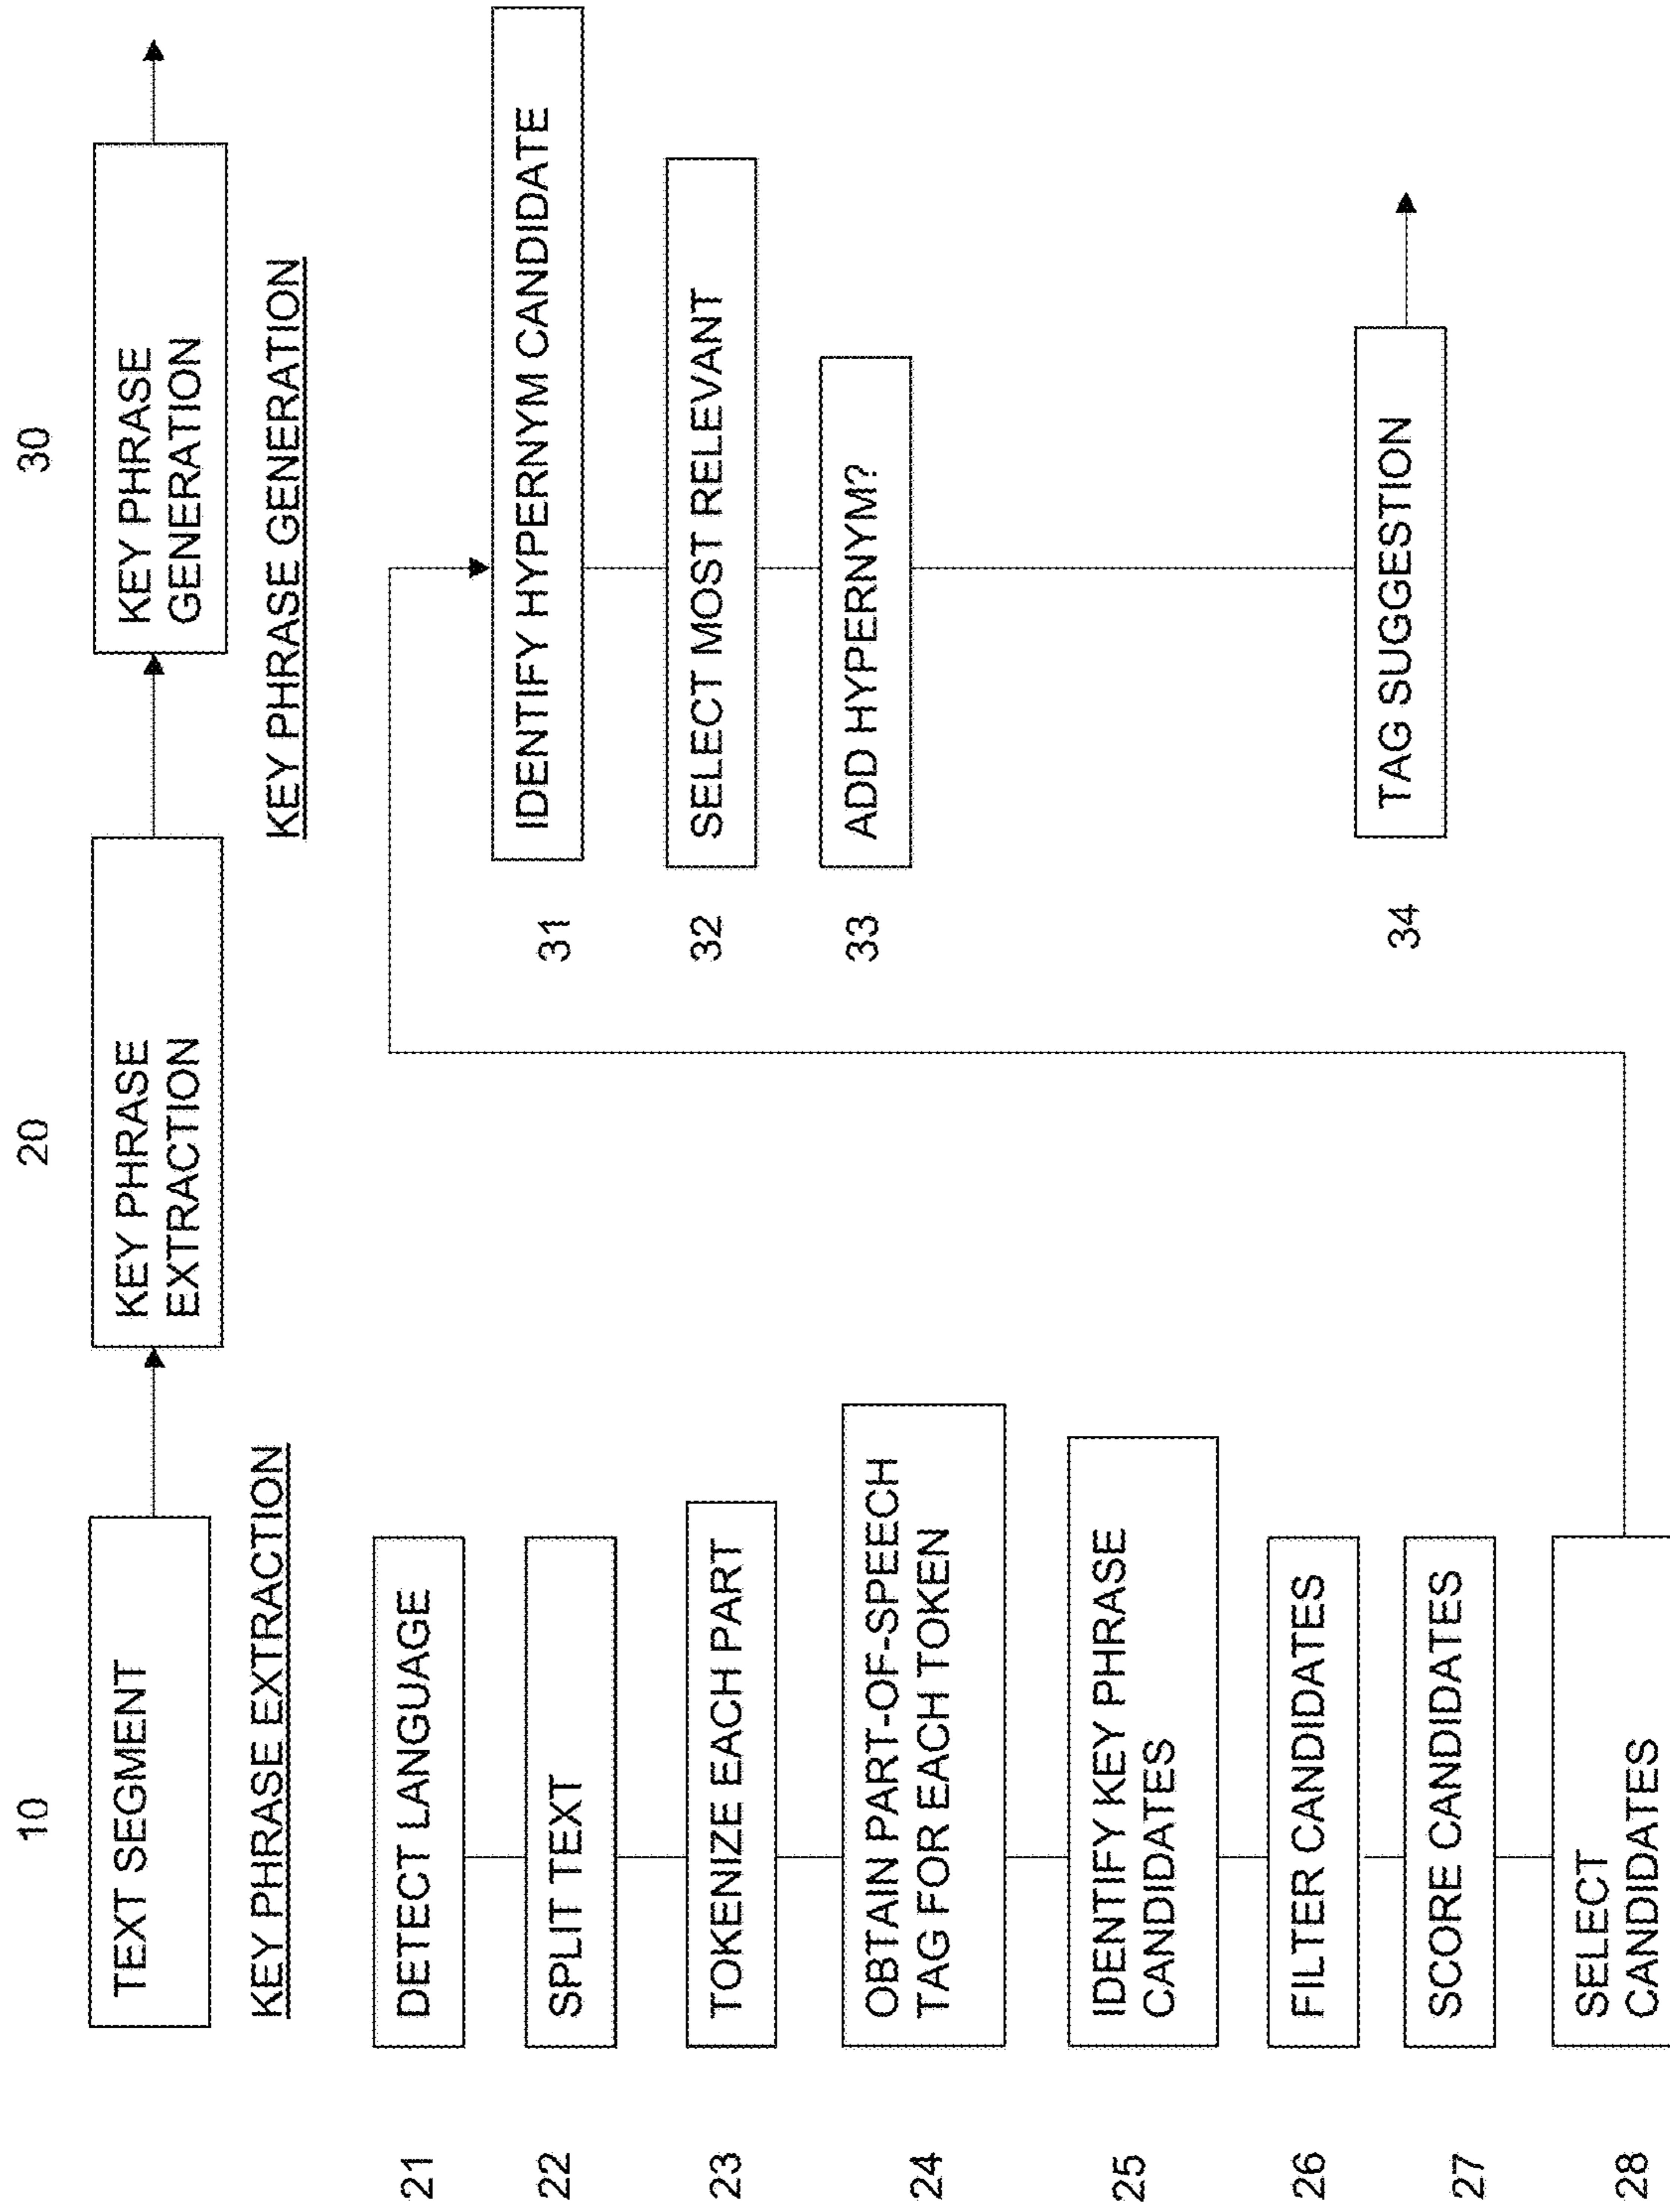 10
20
30
TEXT SEGMENT
KEY PHRASE
EXTRACTION
KEY PHRASE
GENERATION
KEY PHRASE EXTRACTION
21
DETECT LANGUAGE
22
SPLIT TEXT
23
TOKENIZE EACH PART
24
OBTAIN PART-OF-SPEECH
TAG FOR EACH TOKEN
25
IDENTIFY KEY PHRASE
CANDIDATES
26
FILTER CANDIDATES
27
SCORE CANDIDATES
28
SELECT
CANDIDATES
KEY PHRASE GENERATION
31
IDENTIFY HYPERNYM CANDIDATE
32
SELECT MOST RELEVANT
33
ADD HYPERNYM?
34
TAG SUGGESTION